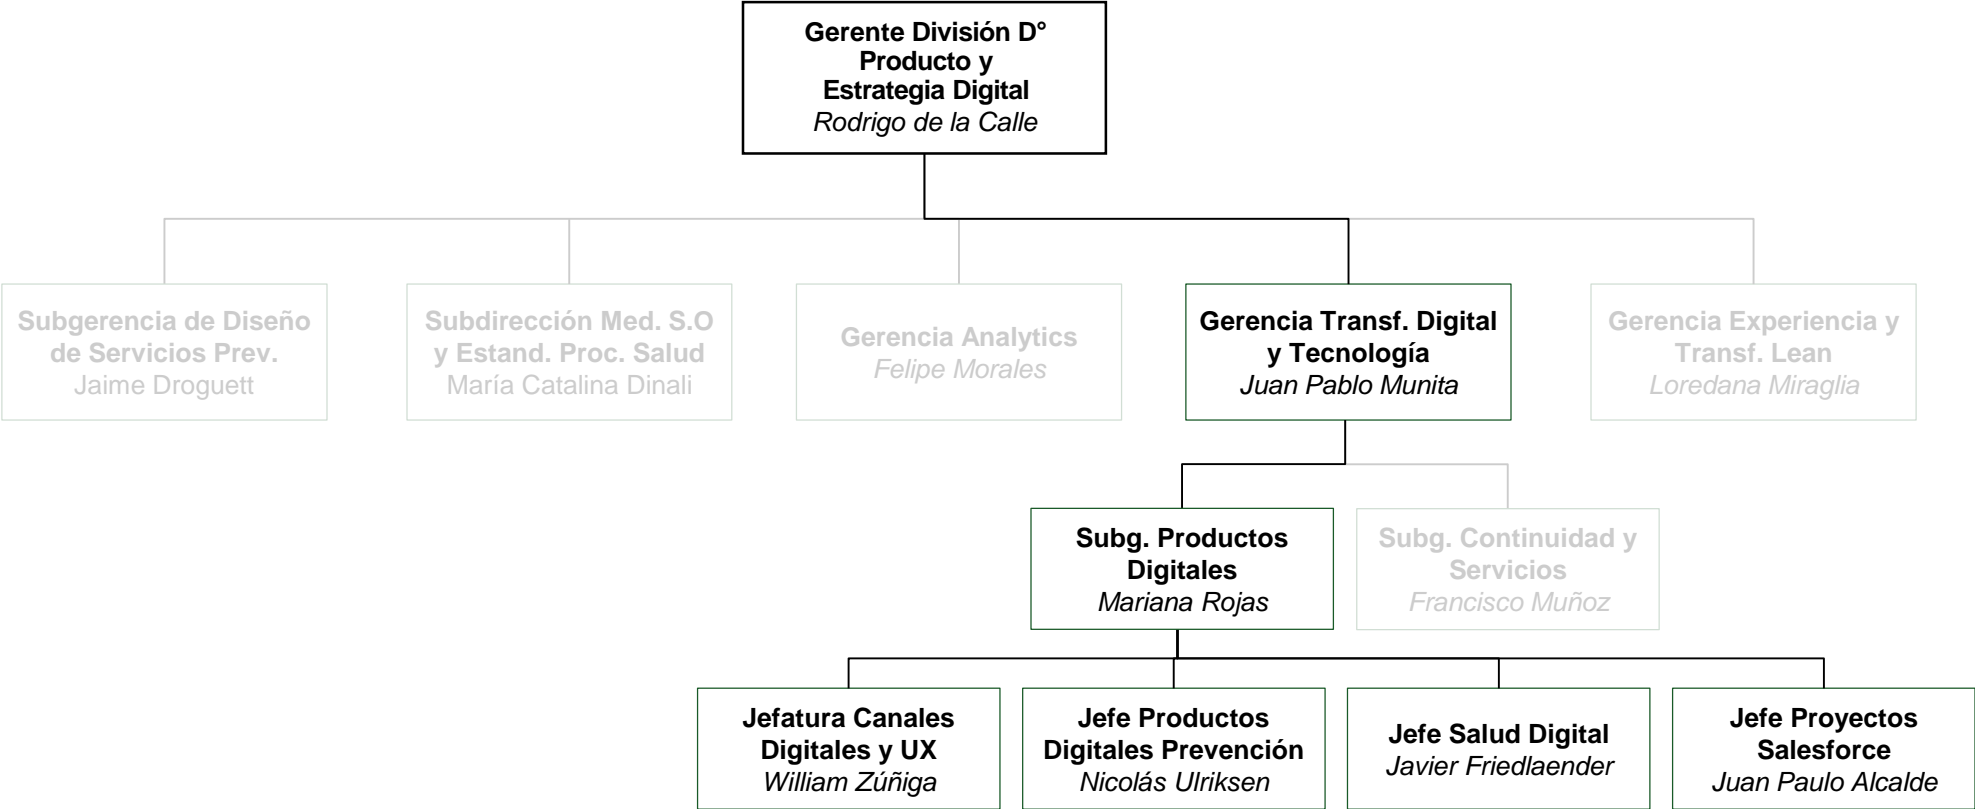 Gerente División D°
Producto y
Estrategia Digital
Rodrigo de la Calle
Subgerencia de Diseño
de Servicios Prev.
Jaime Droguett
Subdirección Med. S.O
y Estand. Proc. Salud
María Catalina Dinali
Gerencia Analytics
Felipe Morales
Gerencia Transf. Digital
y Tecnología
Juan Pablo Munita
Gerencia Experiencia y
Transf. Lean
Loredana Miraglia
Subg. Productos
Digitales
Mariana Rojas
Subg. Continuidad y
Servicios
Francisco Muñoz
Jefatura Canales
Digitales y UX
William Zúñiga
Jefe Productos
Digitales Prevención
Nicolás Ulriksen
Jefe Salud Digital
Javier Friedlaender
Jefe Proyectos
Salesforce
Juan Paulo Alcalde